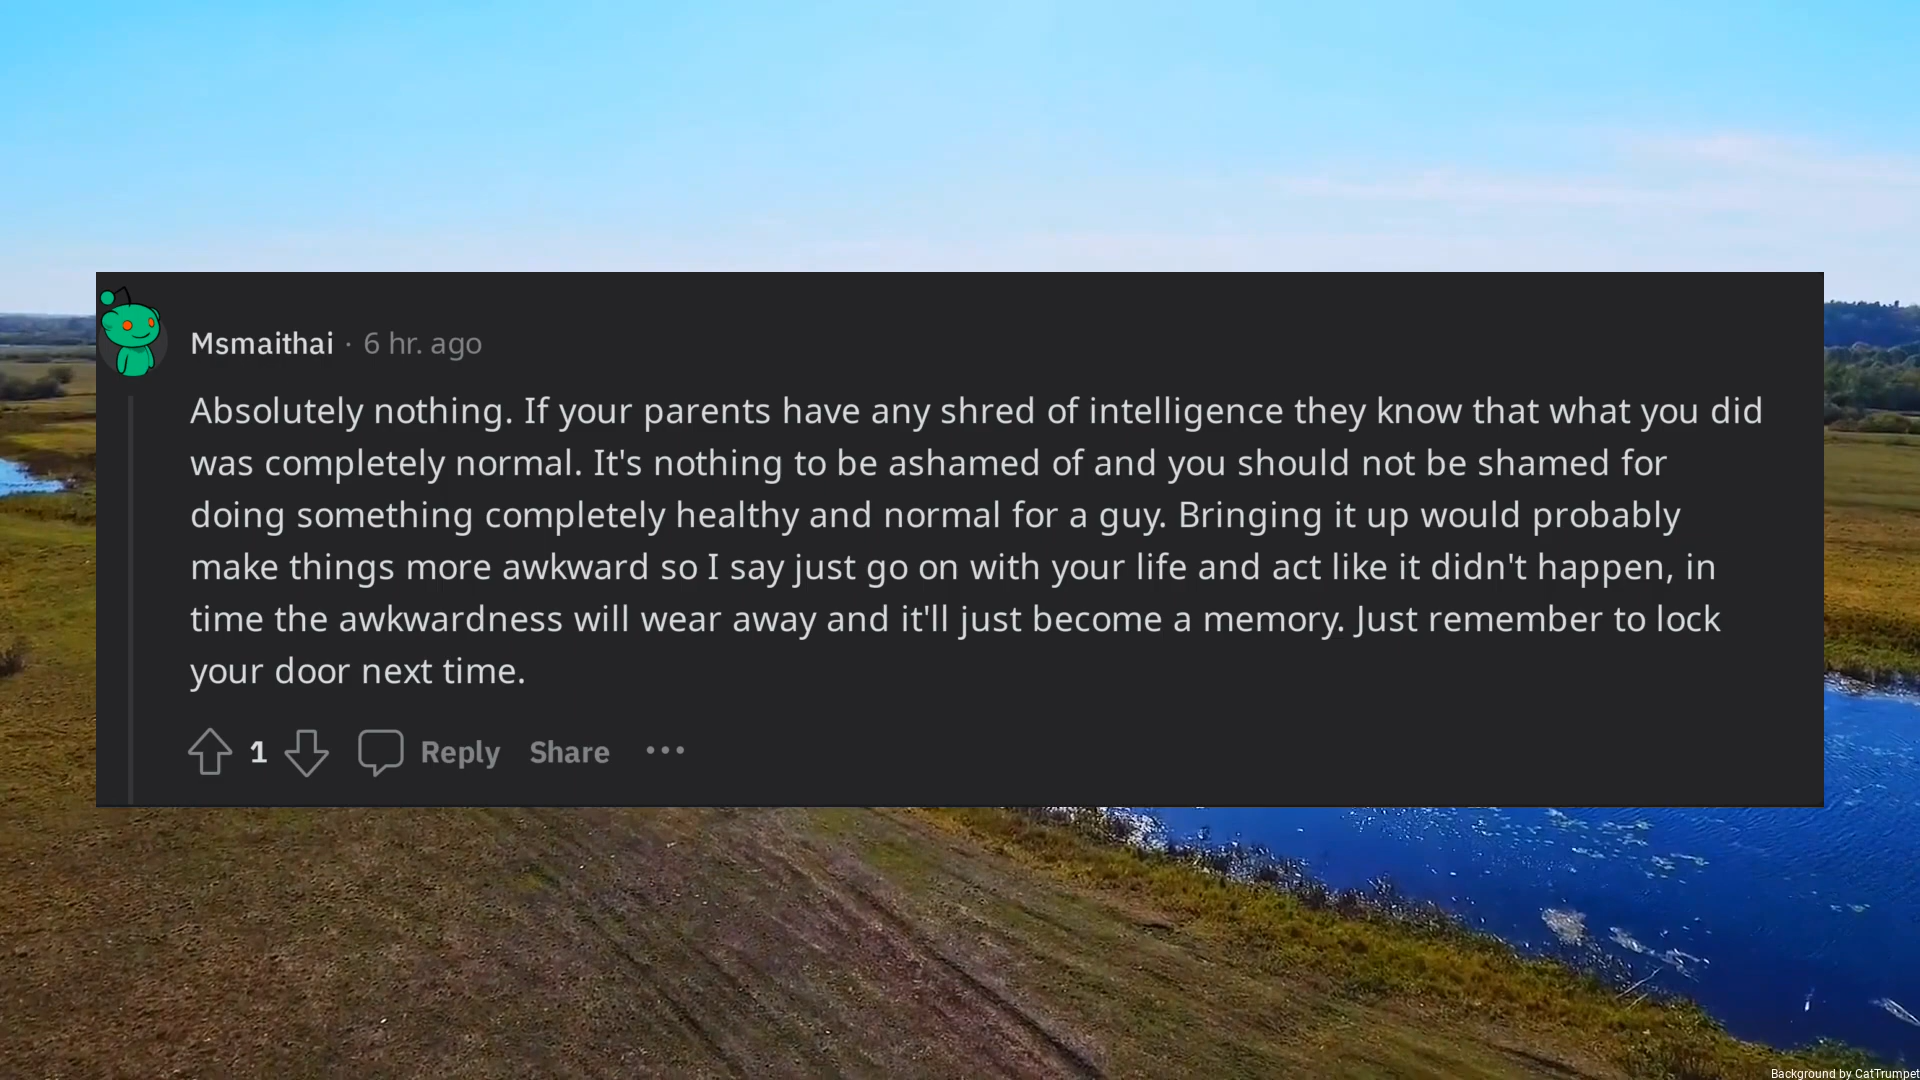 Msmaithai · 6 hr. ago
Absolutely nothing. If your parents have any shred of intelligence they know that what you did
was completely normal. It's nothing to be ashamed of and you should not be shamed for
doing something completely healthy and normal for a guy. Bringing it up would probably
make things more awkward so I say just go on with your life and act like it didn't happen, in
time the awkwardness will wear away and it'll just become a memory. Just remember to lock
your door next time.
1 Reply Share ···
Background by CatTrumpet